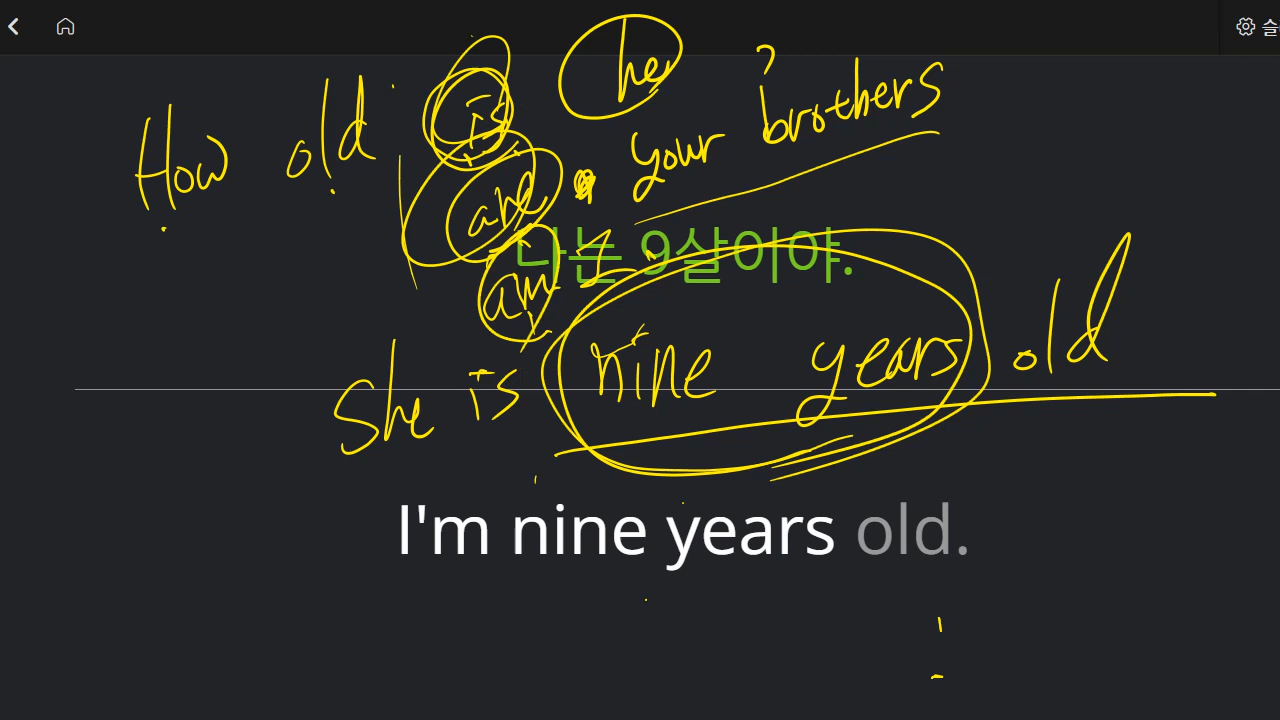 슬
How old is he ?
are your brothers
am I
나는 9살이야.
she is nine years old
I'm nine years old.